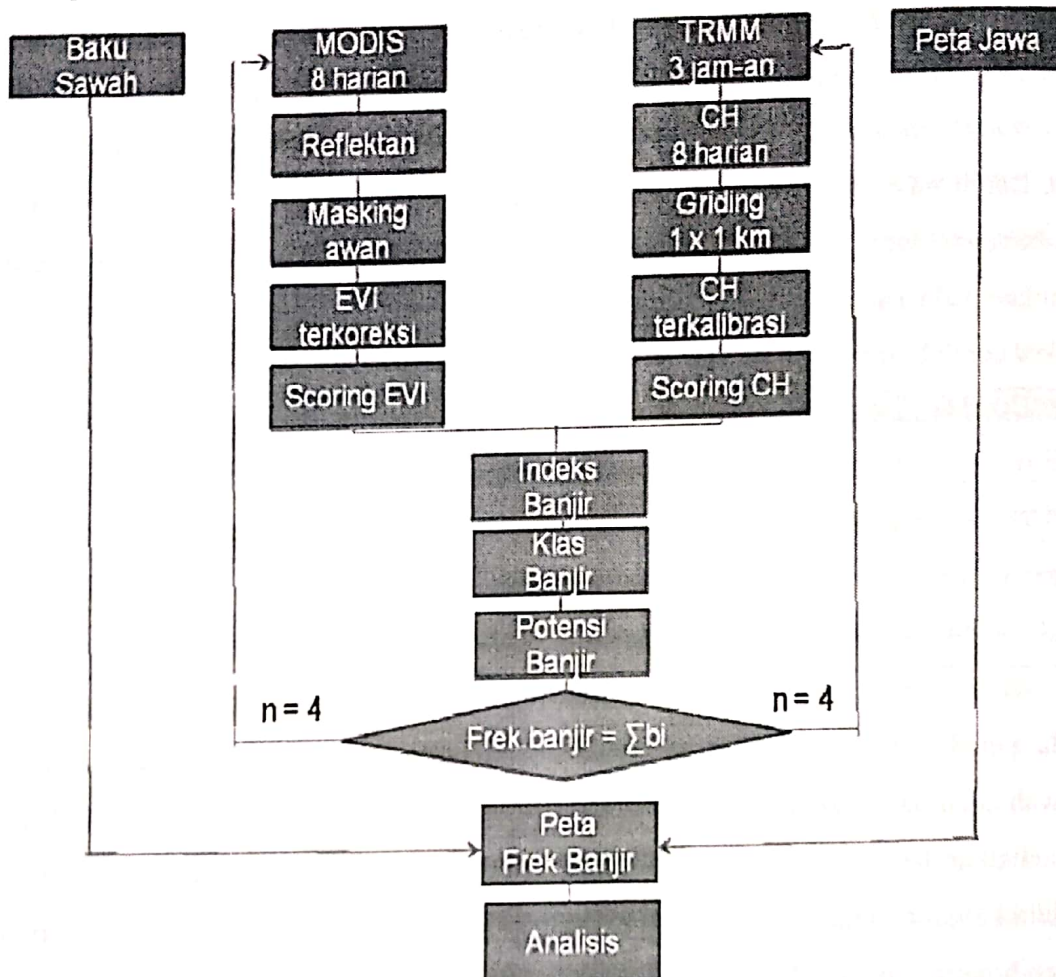 Baku
Sawah
MODIS
8 harian
TRMM
3 jam-an
Peta Jawa
Reflektan
CH
8 harian
Masking
awan
Griding
1 x 1 km
EVI
terkoreksi
CH
terkalibrasi
Scoring EVI
Scoring CH
Indeks
Banjir
Klas
Banjir
Potensi
Banjir
n = 4
n = 4
Frek.banjir = ∑bi
Peta
Frek Banjir
Analisis